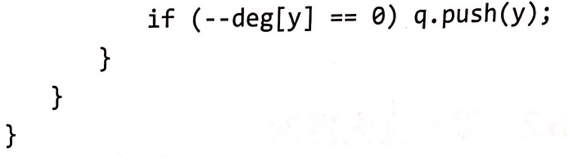 if (--deg[y] == 0) q.push(y);
}
}
}